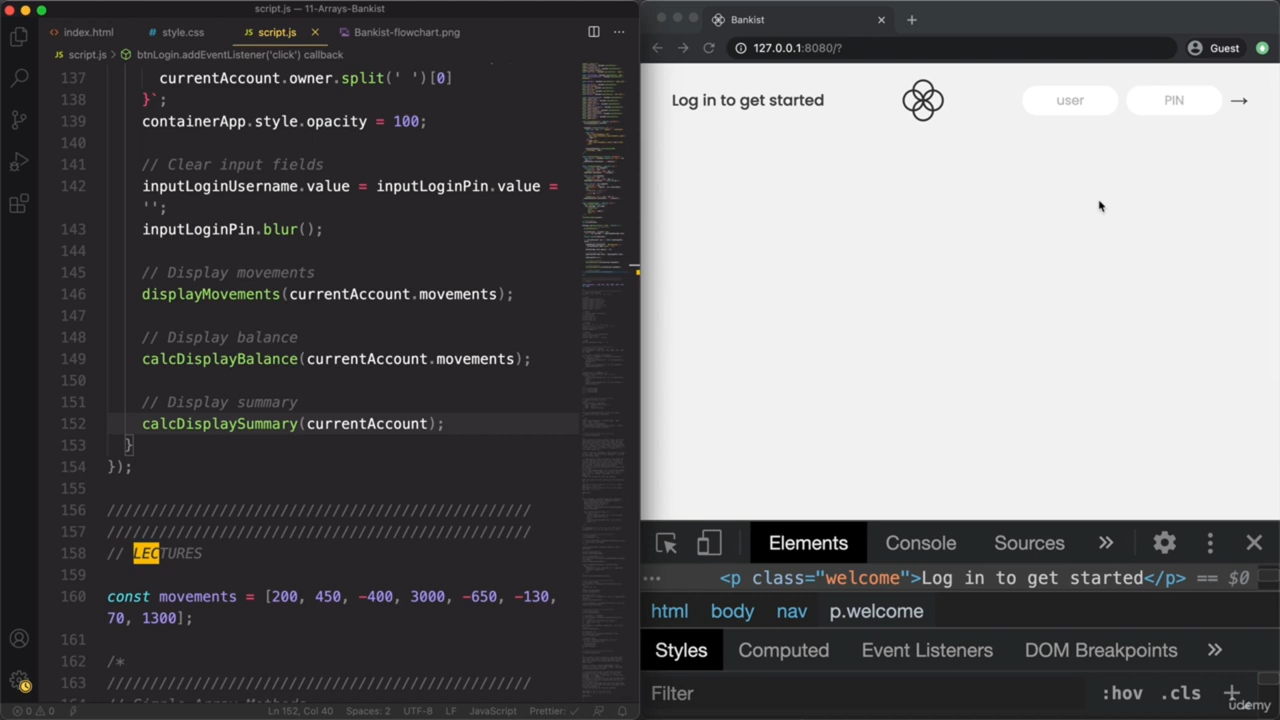 script.js — 11-Arrays-Bankist
index.html
style.css
script.js
Bankist-flowchart.png
script.js > btnLogin.addEventListener('click') callback
currentAccount.owner.split(' ')[0]
138 }`;
139 containerApp.style.opacity = 100;
140
141 // Clear input fields
142 inputLoginUsername.value = inputLoginPin.value =
'';
143 inputLoginPin.blur();
144
145 // Display movements
146 displayMovements(currentAccount.movements);
147
148 // Display balance
149 calcDisplayBalance(currentAccount.movements);
150
151 // Display summary
152 calcDisplaySummary(currentAccount);
153 }
154 });
155
156 /////////////////////////////////////////////////
157 /////////////////////////////////////////////////
158 // LECTURES
159
160 const movements = [200, 450, -400, 3000, -650, -130,
70, 1300];
161
162 /*
163 /////////////////////////////////////////////////
Ln 152, Col 40 Spaces: 2 UTF-8 LF JavaScript Prettier: ✓
0 0
Bankist
127.0.0.1:8080/?
Guest
Log in to get started
user
PIN
Elements
Console
Sources
<p class="welcome">Log in to get started</p> == $0
html body nav p.welcome
Styles
Computed
Event Listeners
DOM Breakpoints
Filter
:hov .cls
udemy